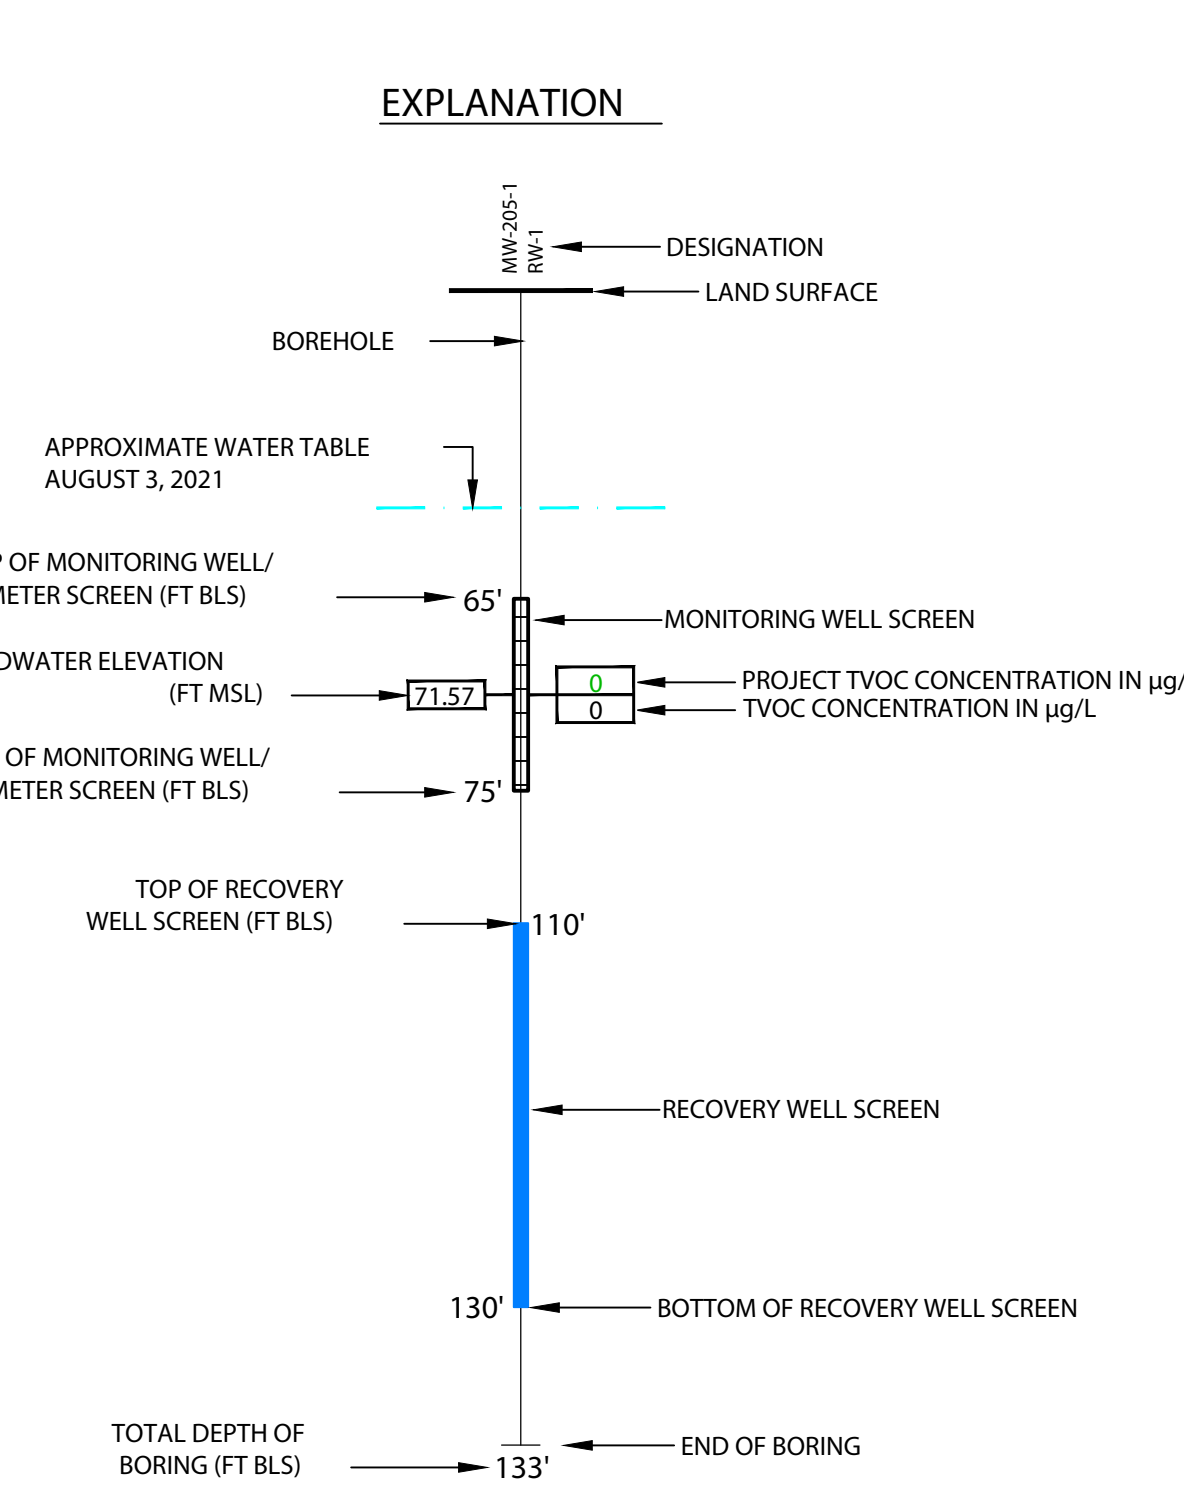 EXPLANATION
MW-205-1
RW-1
DESIGNATION
LAND SURFACE
BOREHOLE
APPROXIMATE WATER TABLE
AUGUST 3, 2021
P OF MONITORING WELL/
METER SCREEN (FT BLS)
65'
MONITORING WELL SCREEN
DWATER ELEVATION
(FT MSL)
71.57
0
0
PROJECT TVOC CONCENTRATION IN µg/
TVOC CONCENTRATION IN µg/L
OF MONITORING WELL/
METER SCREEN (FT BLS)
75'
TOP OF RECOVERY
WELL SCREEN (FT BLS)
110'
RECOVERY WELL SCREEN
130'
BOTTOM OF RECOVERY WELL SCREEN
TOTAL DEPTH OF
BORING (FT BLS)
END OF BORING
133'